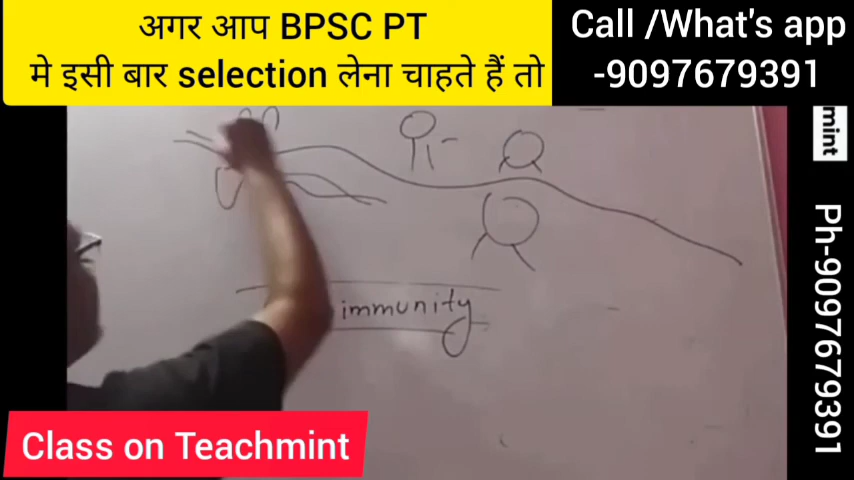 अगर आप BPSC PT
मे इसी बार selection लेना चाहते हैं तो
Call /What's app
-9097679391
mint
Ph-9097679391
immunity
Class on Teachmint